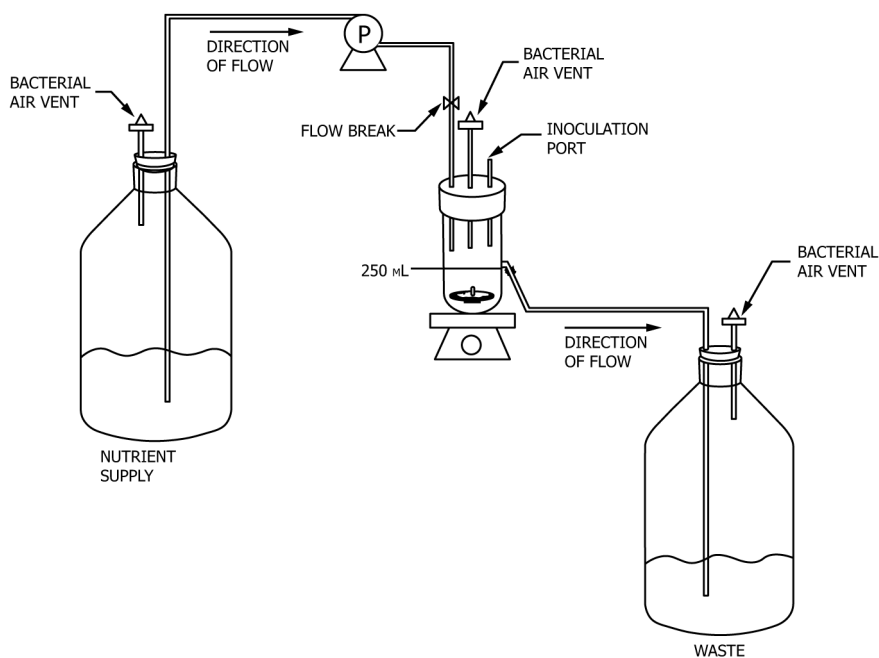 P
DIRECTION
OF FLOW
BACTERIAL
AIR VENT
BACTERIAL
AIR VENT
FLOW BREAK
INOCULATION
PORT
250 мL
BACTERIAL
AIR VENT
DIRECTION
OF FLOW
NUTRIENT
SUPPLY
WASTE